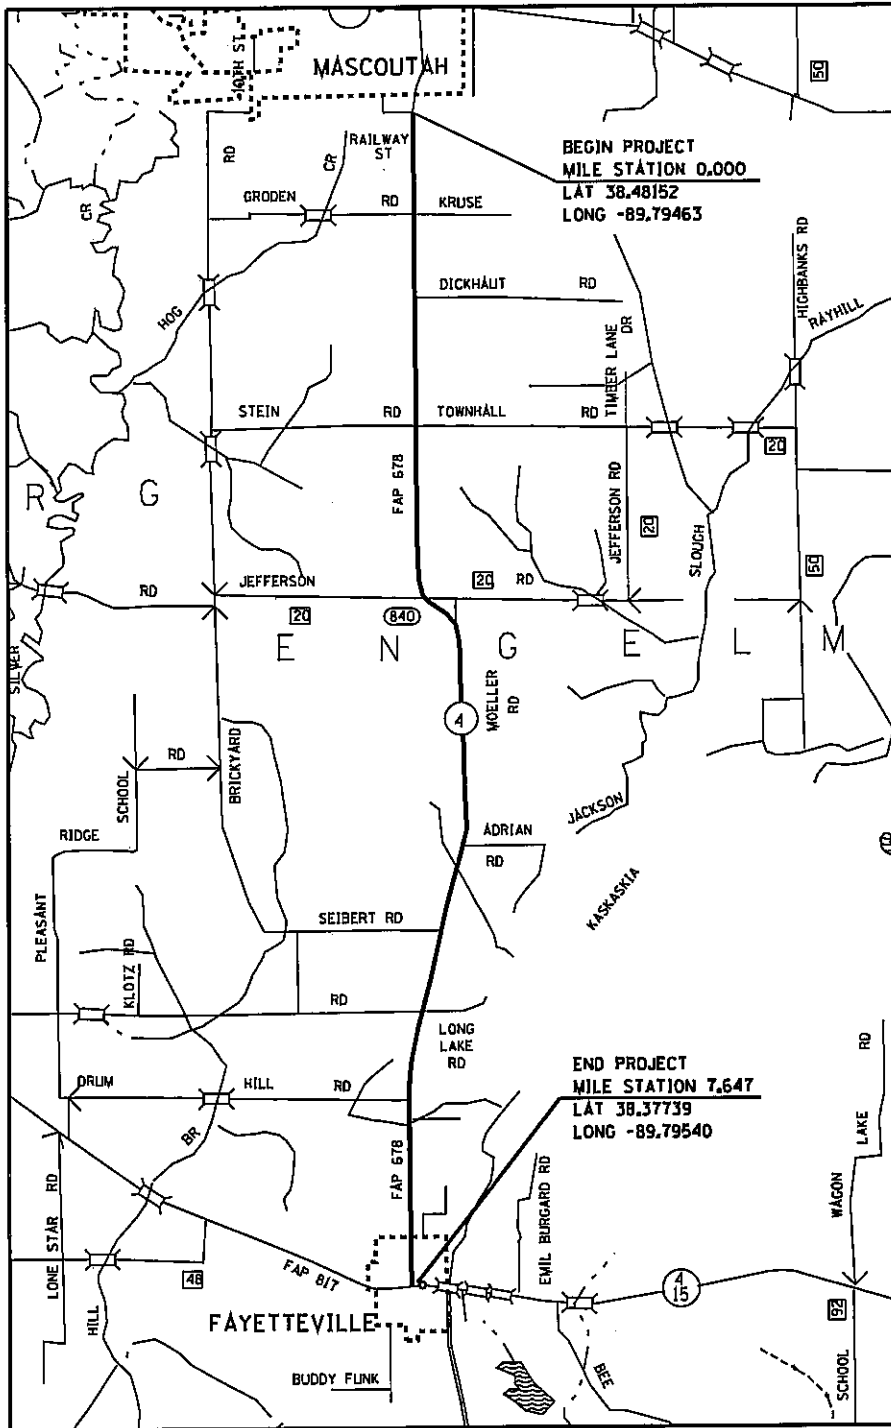 10TH ST
MASCOUTAH
50
RAILWAY
ST
RD
CR
BEGIN PROJECT
MILE STATION 0.000
LAT 38.48152
LONG -89.79463
GRODEN RD KRUSE
CR
HIGHBANKS RD
DICKHAUT RD
HOG
RAYHILL
TIMBER LANE
DR
STEIN RD TOWNHALL RD
20
FAP 678
R G
JEFFERSON RD
20
SLOUGH
RD
JEFFERSON
20
RD
50
20
840
E N G E L M
SILVER
MOELLER
RD
4
RD
BRICKYARD
SCHOOL
JACKSON
RIDGE
ADRIAN
RD
KASKASKIA
PLEASANT
SEIBERT RD
KLOTZ RD
RD
LONG
LAKE
RD
RD
END PROJECT
MILE STATION 7.647
LAT 38.37739
LONG -89.79540
DRUM HILL RD
LAKE
BR
FAP 678
WAGON
LONE STAR RD
EMIL BURGARD RD
48
FAP 817
4
15
HILL
92
FAYETTEVILLE
BUDDY FUNK
BEE
SCHOOL